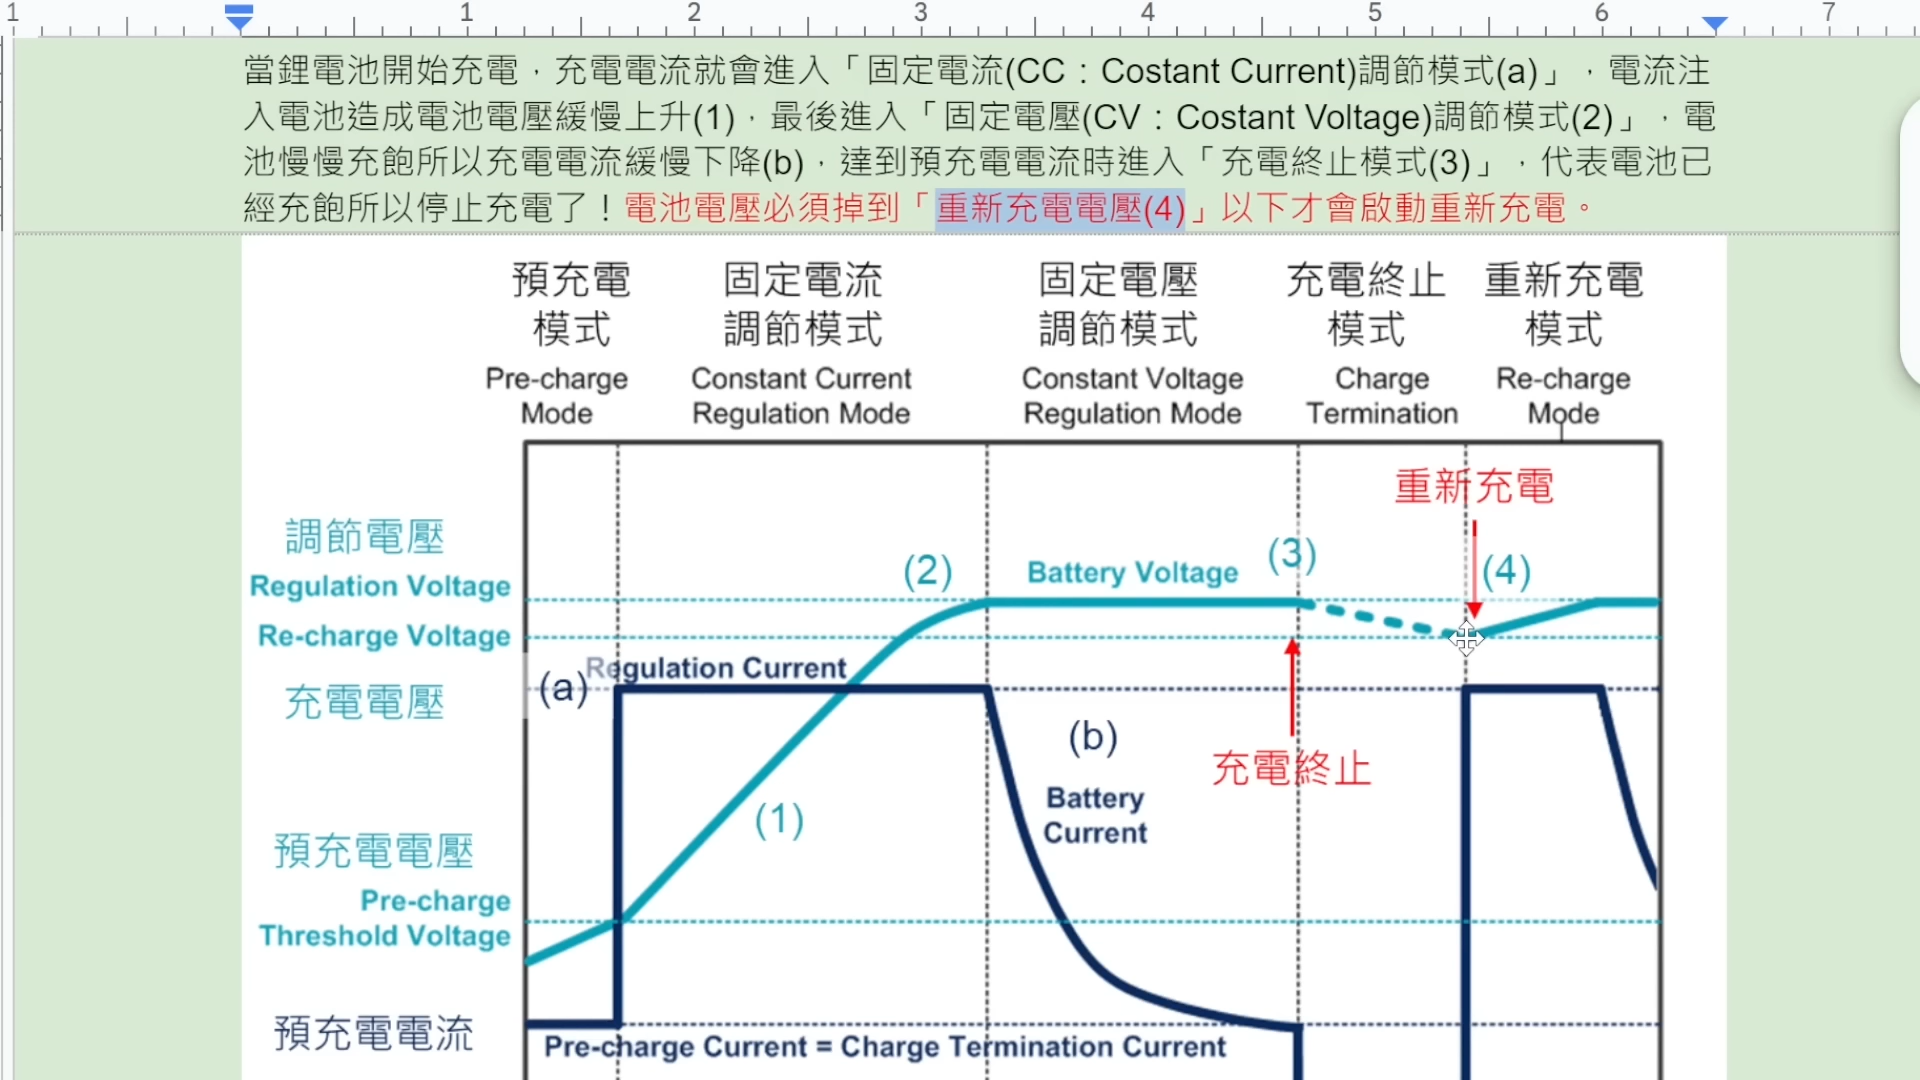 1 1 2 3 4 5 6 7
當鋰電池開始充電，充電電流就會進入「固定電流(CC：Costant Current)調節模式(a)」，電流注
入電池造成電池電壓緩慢上升(1)，最後進入「固定電壓(CV：Costant Voltage)調節模式(2)」，電
池慢慢充飽所以充電電流緩慢下降(b)，達到預充電電流時進入「充電終止模式(3)」，代表電池已
經充飽所以停止充電了！電池電壓必須掉到「重新充電電壓(4)」以下才會啟動重新充電。
預充電 固定電流 固定電壓 充電終止 重新充電
模式 調節模式 調節模式 模式 模式
Pre-charge Constant Current Constant Voltage Charge Re-charge
Mode Regulation Mode Regulation Mode Termination Mode
重新充電
調節電壓
(2) Battery Voltage (3) (4)
Regulation Voltage
Re-charge Voltage
Regulation Current
充電電壓 (a)
(b)
充電終止
Battery
Current
(1)
預充電電壓
Pre-charge
Threshold Voltage
預充電電流
Pre-charge Current = Charge Termination Current